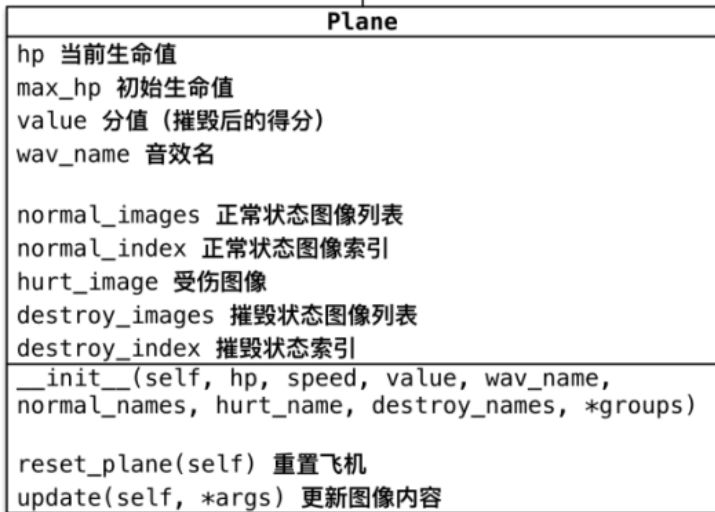 Plane
hp 当前生命值
max_hp 初始生命值
value 分值（摧毁后的得分）
wav_name 音效名
normal_images 正常状态图像列表
normal_index 正常状态图像索引
hurt_image 受伤图像
destroy_images 摧毁状态图像列表
destroy_index 摧毁状态索引
__init__(self, hp, speed, value, wav_name,
normal_names, hurt_name, destroy_names, *groups)
reset_plane(self) 重置飞机
update(self, *args) 更新图像内容